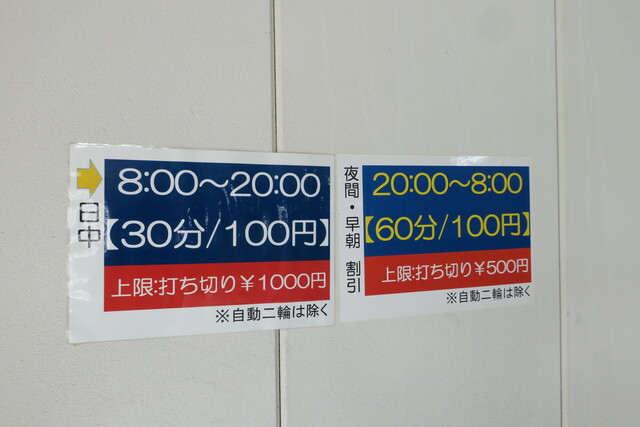 日中
8:00〜20:00
【30分/100円】
上限:打ち切り¥1000円
※自動二輪は除く
夜間・早朝 割引
20:00〜8:00
【60分/100円】
上限:打ち切り¥500円
※自動二輪は除く